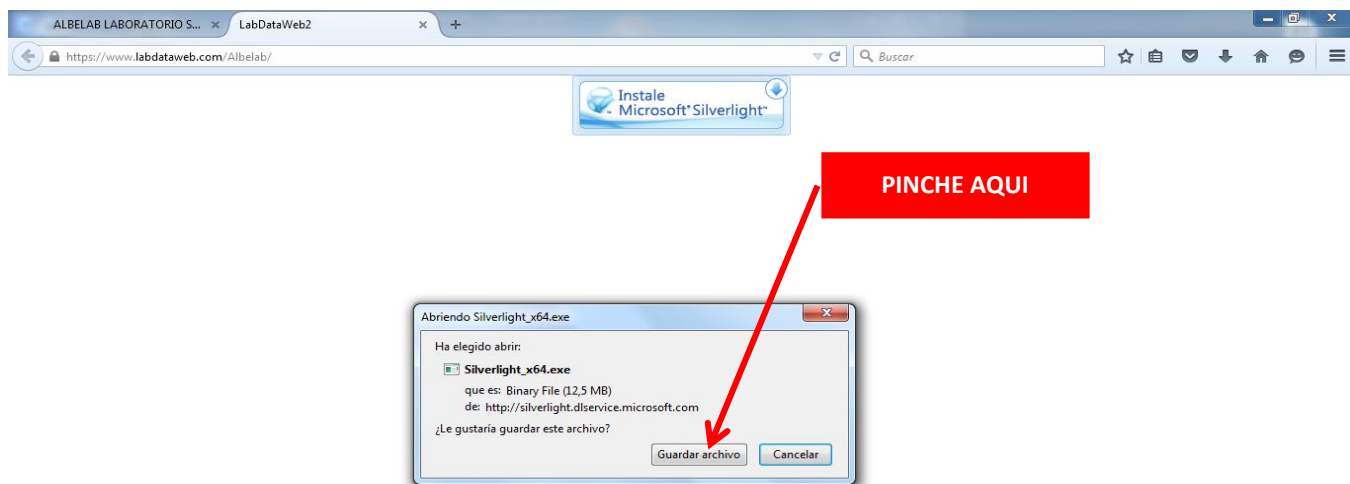 ALBELAB LABORATORIO S...
LabDataWeb2
https://www.labdataweb.com/Albelab/
Buscar
Instale
Microsoft® Silverlight™
PINCHE AQUI
Abriendo Silverlight_x64.exe
Ha elegido abrir:
Silverlight_x64.exe
que es: Binary File (12,5 MB)
de: http://silverlight.dlservice.microsoft.com
¿Le gustaría guardar este archivo?
Guardar archivo
Cancelar